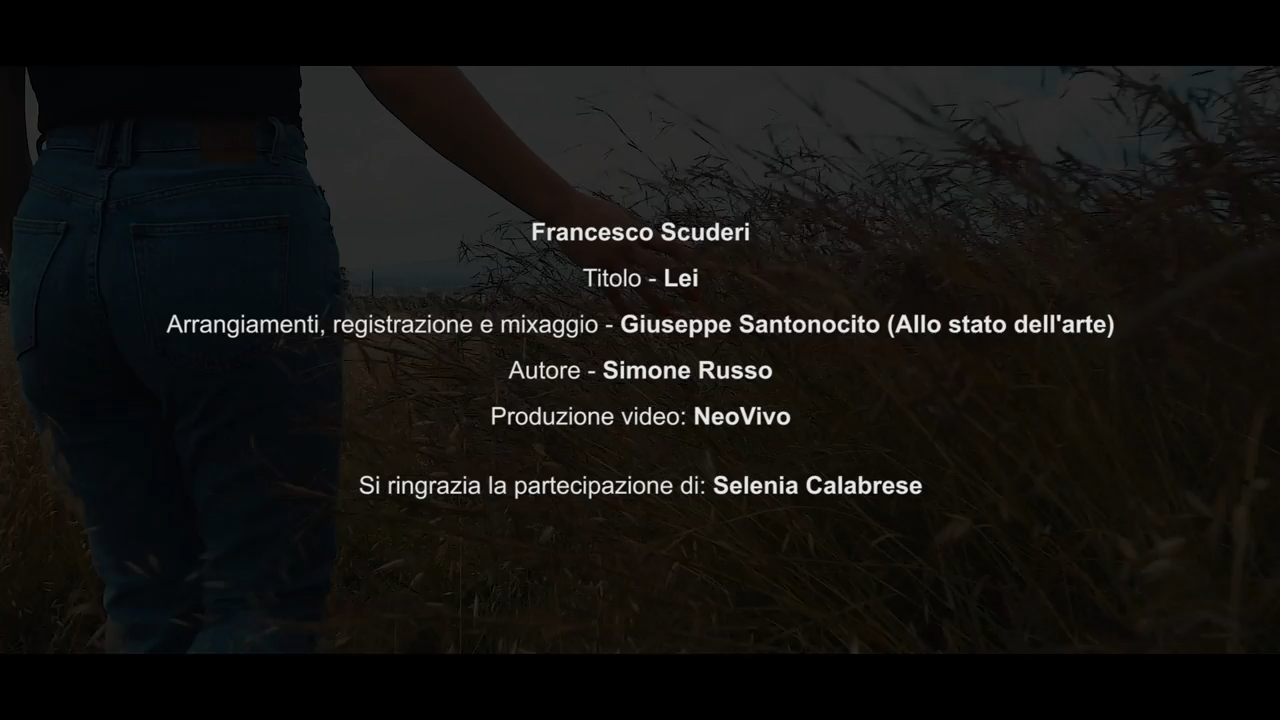 Francesco Scuderi
Titolo - Lei
Arrangiamenti, registrazione e mixaggio - Giuseppe Santonocito (Allo stato dell'arte)
Autore - Simone Russo
Produzione video: NeoVivo
Si ringrazia la partecipazione di: Selenia Calabrese